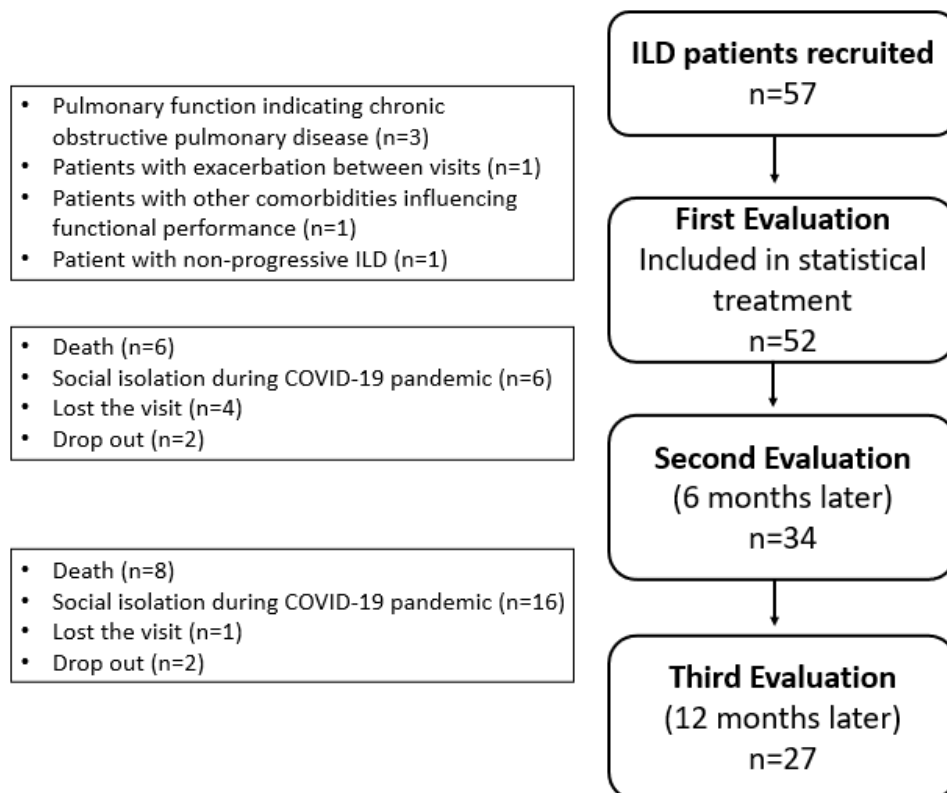 ILD patients recruited
n=57
• Pulmonary function indicating chronic
obstructive pulmonary disease (n=3)
• Patients with exacerbation between visits (n=1)
• Patients with other comorbidities influencing
functional performance (n=1)
• Patient with non-progressive ILD (n=1)
First Evaluation
Included in statistical
treatment
n=52
• Death (n=6)
• Social isolation during COVID-19 pandemic (n=6)
• Lost the visit (n=4)
• Drop out (n=2)
Second Evaluation
(6 months later)
n=34
• Death (n=8)
• Social isolation during COVID-19 pandemic (n=16)
• Lost the visit (n=1)
• Drop out (n=2)
Third Evaluation
(12 months later)
n=27